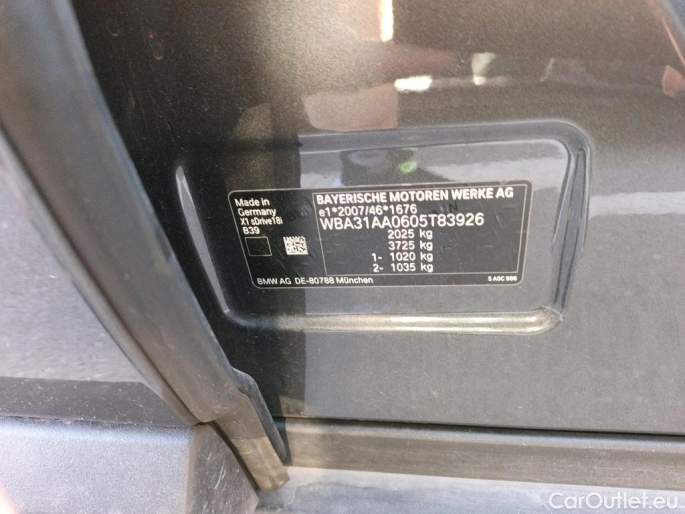 Made in
Germany
X1 sDrive18i
B39
BAYERISCHE MOTOREN WERKE AG
e1*2007/46*1676
WBA31AA0605T83926
2025 kg
3725 kg
1- 1020 kg
2- 1035 kg
BMW AG DE-80788 München
CarOutlet.eu